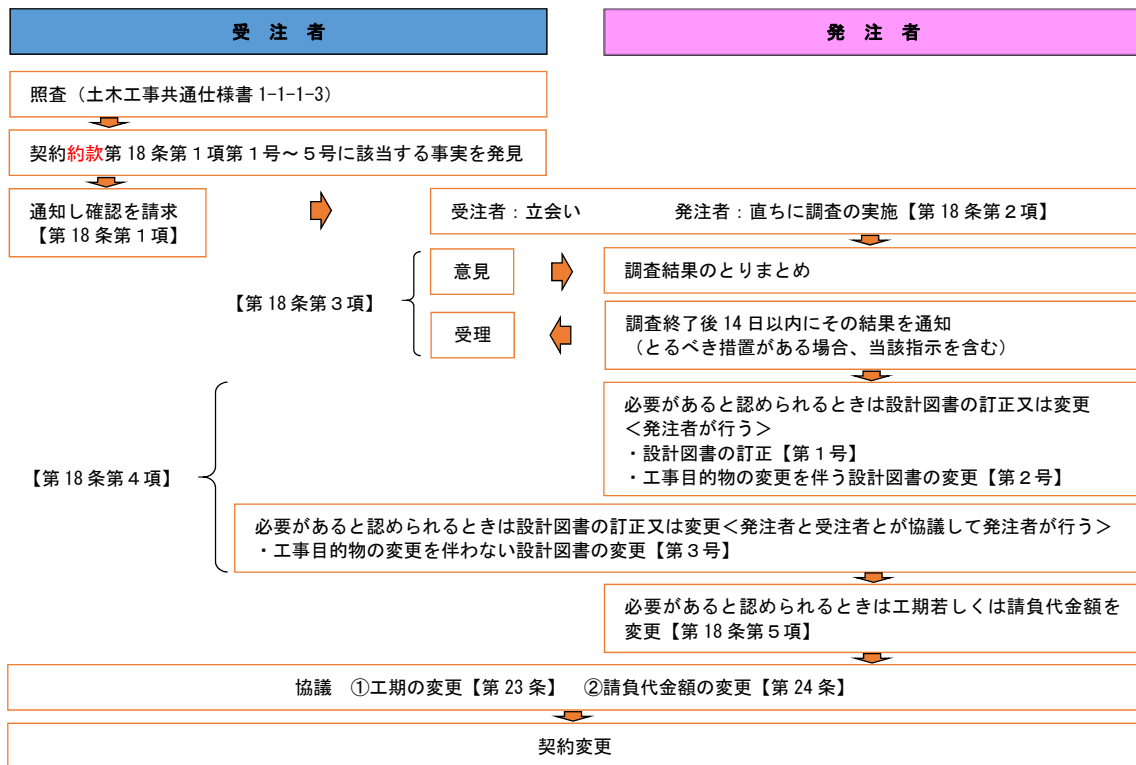 受 注 者
発 注 者
照査（土木工事共通仕様書 1-1-1-3）
契約約款第 18 条第１項第１号～５号に該当する事実を発見
通知し確認を請求
【第 18 条第１項】
受注者：立会い　　　　発注者：直ちに調査の実施【第 18 条第２項】
意見
調査結果のとりまとめ
【第 18 条第３項】
受理
調査終了後 14 日以内にその結果を通知
（とるべき措置がある場合、当該指示を含む）
必要があると認められるときは設計図書の訂正又は変更
＜発注者が行う＞
・設計図書の訂正【第１号】
・工事目的物の変更を伴う設計図書の変更【第２号】
【第 18 条第４項】
必要があると認められるときは設計図書の訂正又は変更＜発注者と受注者とが協議して発注者が行う＞
・工事目的物の変更を伴わない設計図書の変更【第３号】
必要があると認められるときは工期若しくは請負代金額を
変更【第 18 条第５項】
協議　①工期の変更【第 23 条】　②請負代金額の変更【第 24 条】
契約変更